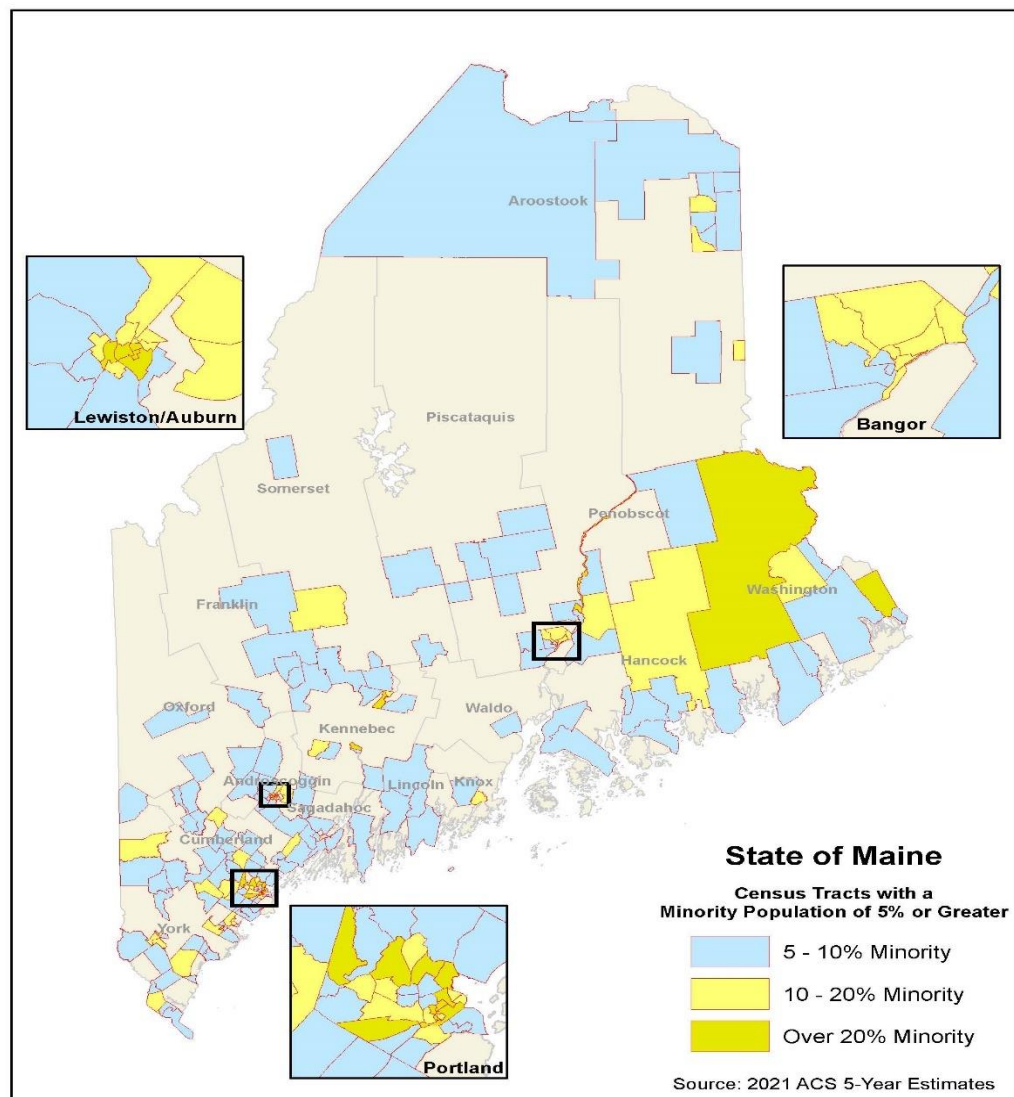 Aroostook
Lewiston/Auburn
Piscataquis
Bangor
Somerset
Penobscot
Franklin
Washington
Hancock
Oxford
Waldo
Kennebec
Androscoggin
Lincoln
Knox
Sagadahoc
Cumberland
York
Portland
State of Maine
Census Tracts with a
Minority Population of 5% or Greater
5 - 10% Minority
10 - 20% Minority
Over 20% Minority
Source: 2021 ACS 5-Year Estimates